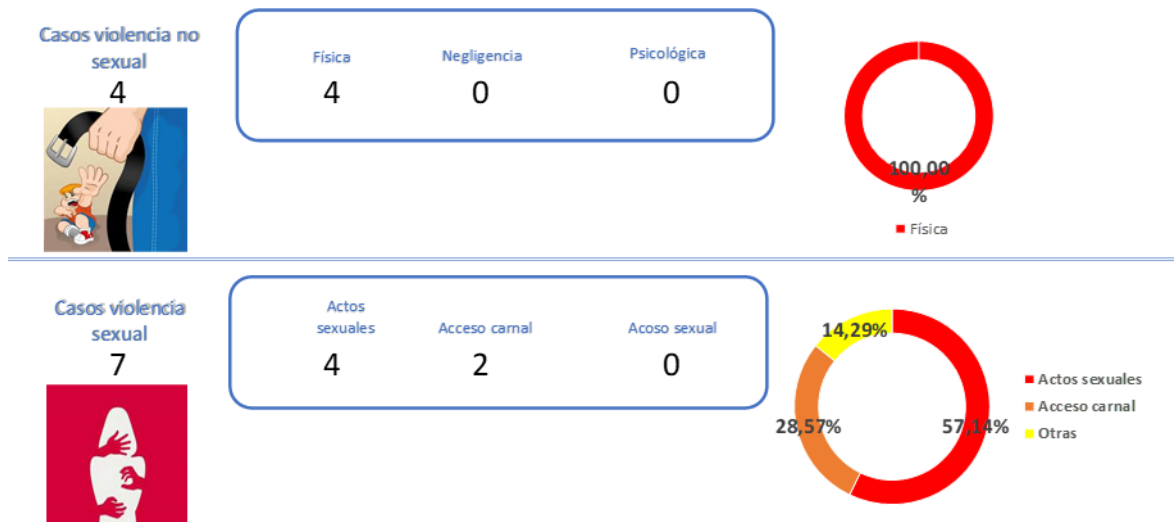 Casos violencia no
sexual
4
Física
Negligencia
Psicológica
4
0
0
100,00
%
Física
Casos violencia
sexual
7
Actos
sexuales
Acceso carnal
Acoso sexual
4
2
0
14,29%
28,57%
57,14%
Actos sexuales
Acceso carnal
Otras